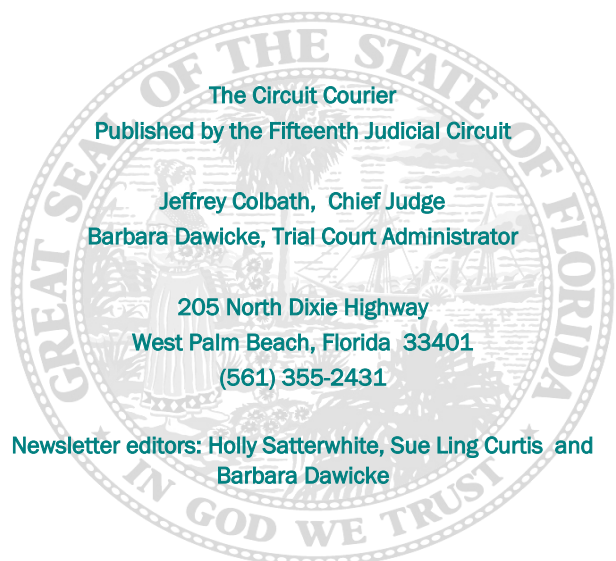 GREAT SEAL OF THE STATE OF FLORIDA
The Circuit Courier
Published by the Fifteenth Judicial Circuit
Jeffrey Colbath, Chief Judge
Barbara Dawicke, Trial Court Administrator
205 North Dixie Highway
West Palm Beach, Florida 33401
(561) 355-2431
Newsletter editors: Holly Satterwhite, Sue Ling Curtis and
Barbara Dawicke
IN GOD WE TRUST